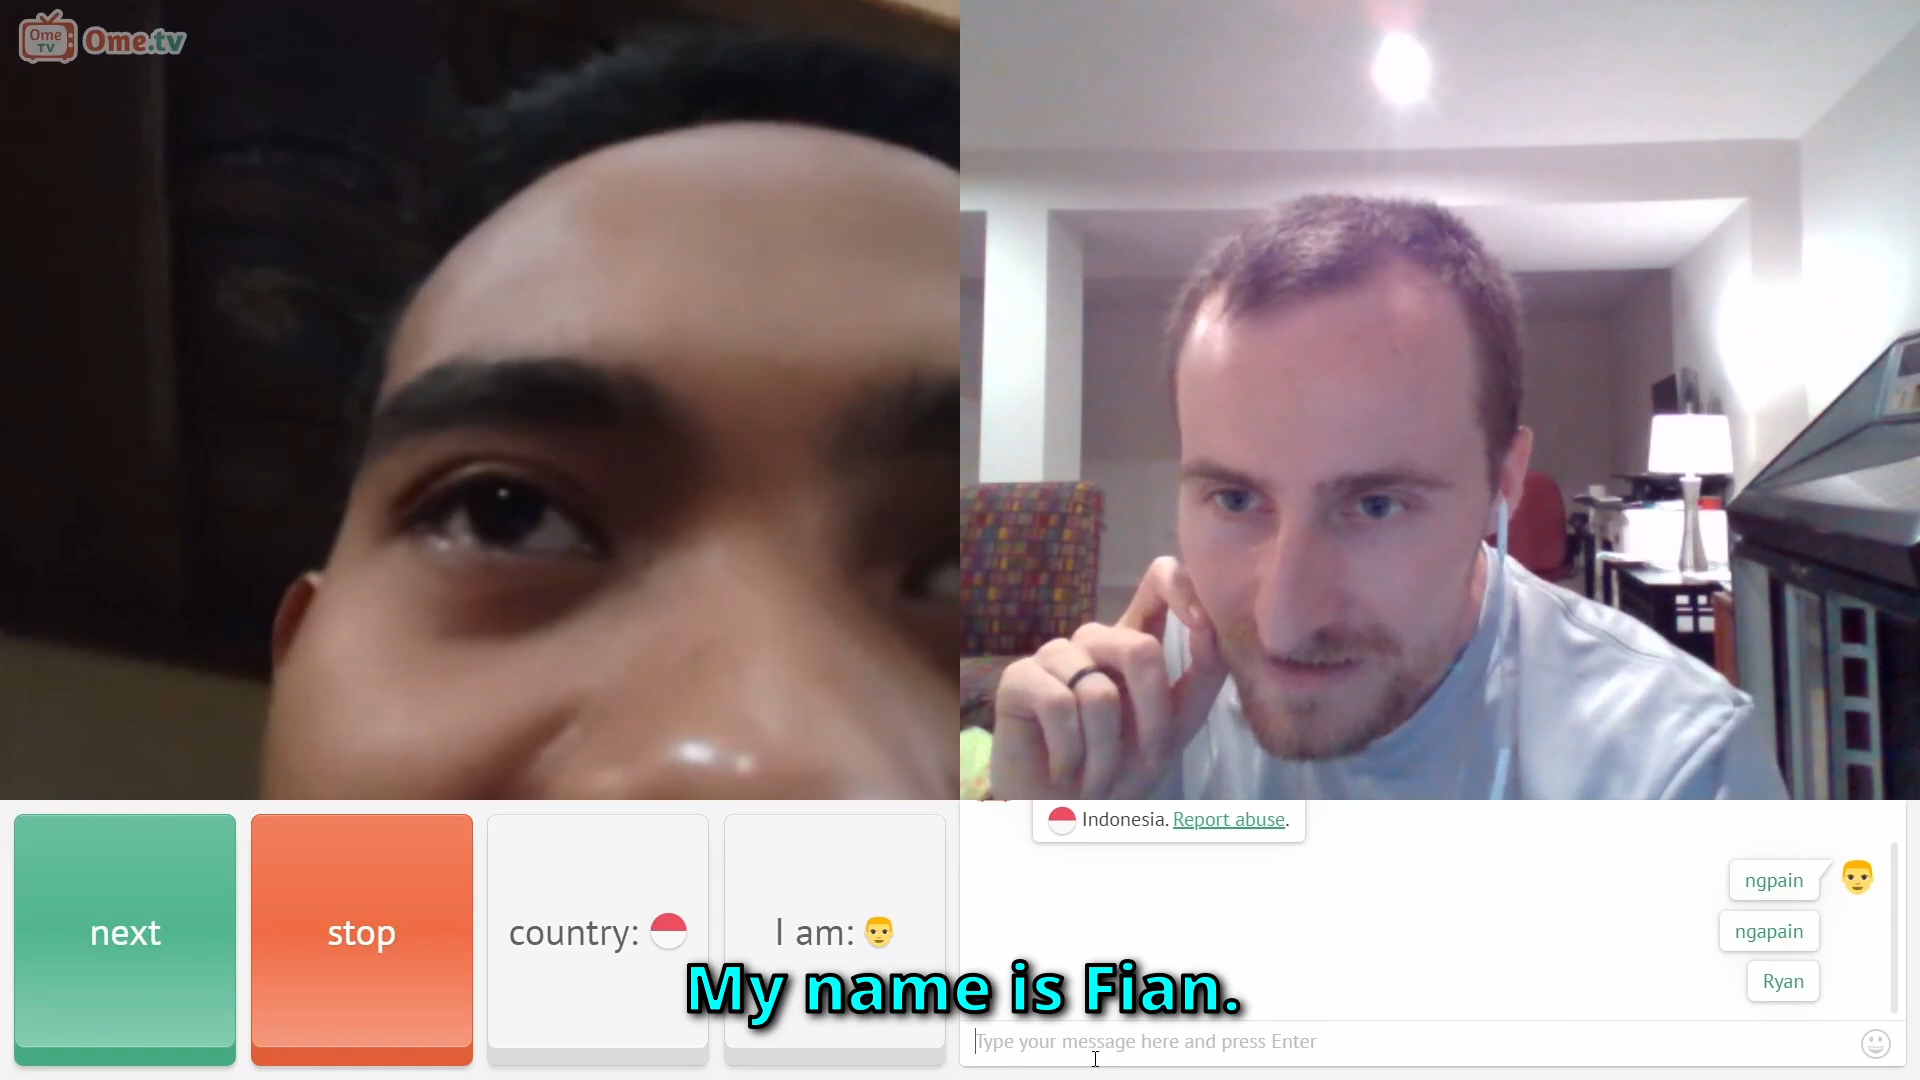 Ome
TV
Ome.tv
Indonesia. Report abuse.
ngpain
ngapain
Ryan
next
stop
country:
I am:
My name is Fian.
Type your message here and press Enter